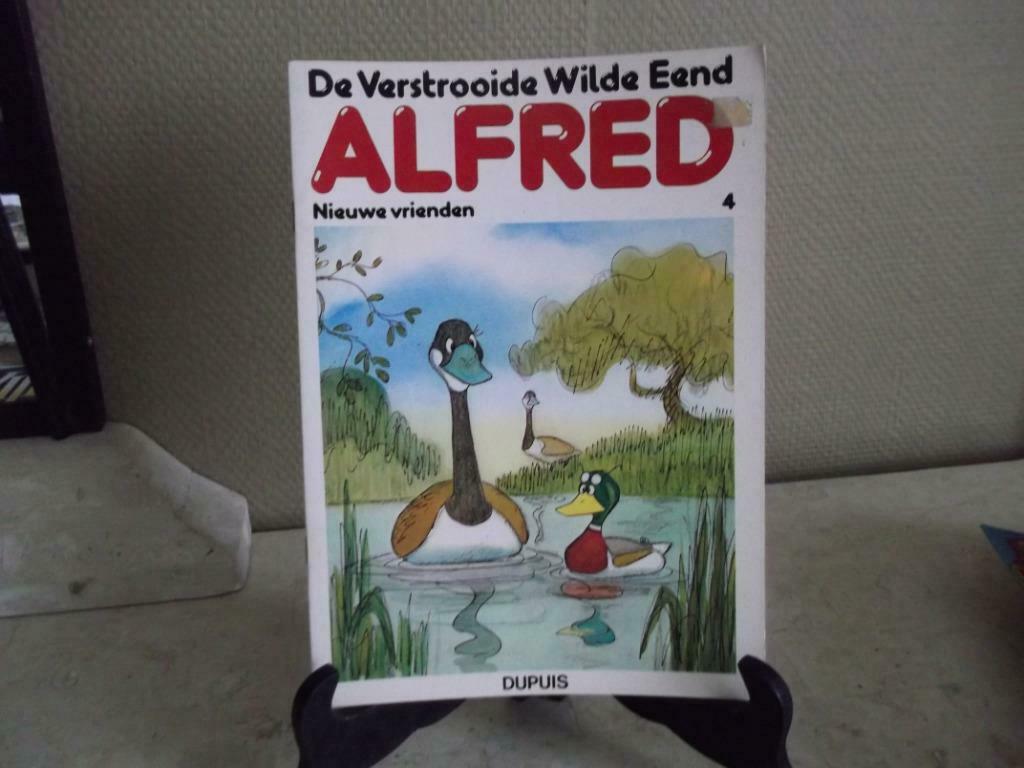 De Verstrooide Wilde Eend
ALFRED
Nieuwe vrienden 4
DUPUIS